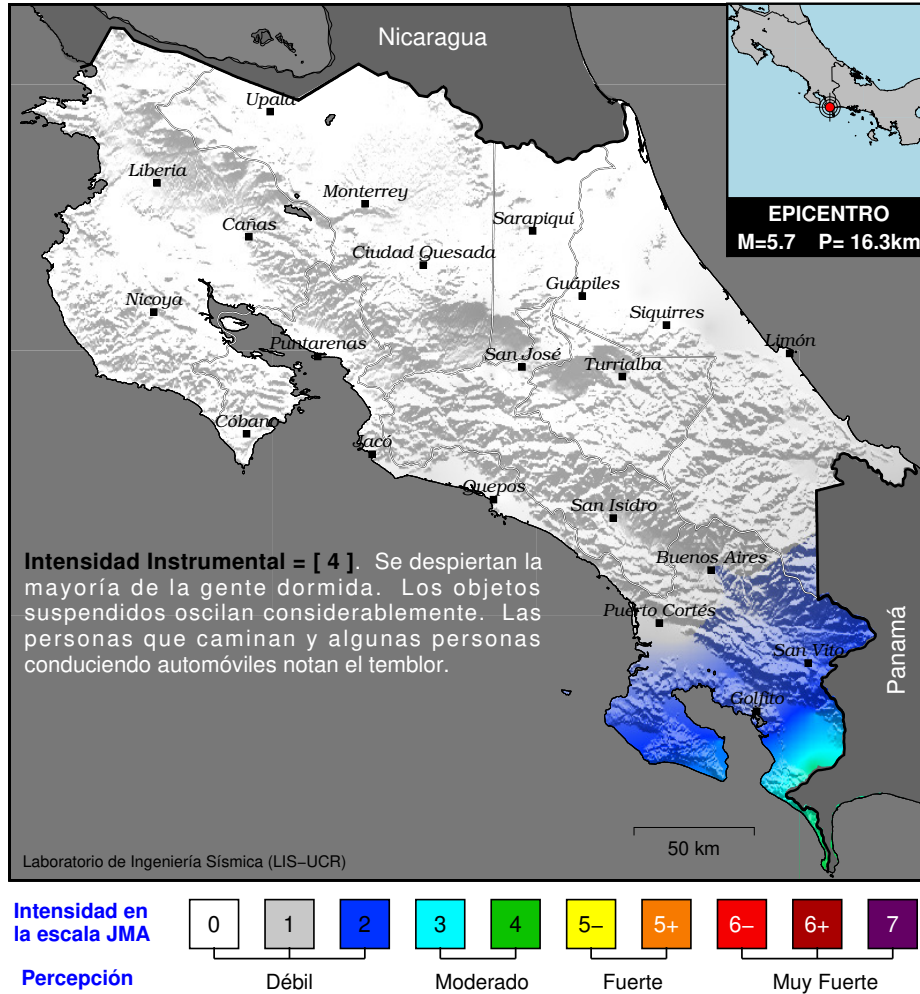 Nicaragua
Upala
Liberia
Monterrey
Cañas
Sarapiquí
EPICENTRO
M=5.7 P= 16.3km
Ciudad Quesada
Nicoya
Guápiles
Siquirres
Puntarenas
San José
Limón
Turrialba
Cóbano
Jacó
Quepos
San Isidro
Buenos Aires
Intensidad Instrumental = [ 4 ]. Se despiertan la
mayoría de la gente dormida. Los objetos
suspendidos oscilan considerablemente. Las
personas que caminan y algunas personas
conduciendo automóviles notan el temblor.
Puerto Cortés
San Vito
Panamá
Golfito
50 km
Laboratorio de Ingeniería Sísmica (LIS−UCR)
Intensidad en
la escala JMA
0 1 2 3 4 5− 5+ 6− 6+ 7
Percepción
Débil Moderado Fuerte Muy Fuerte